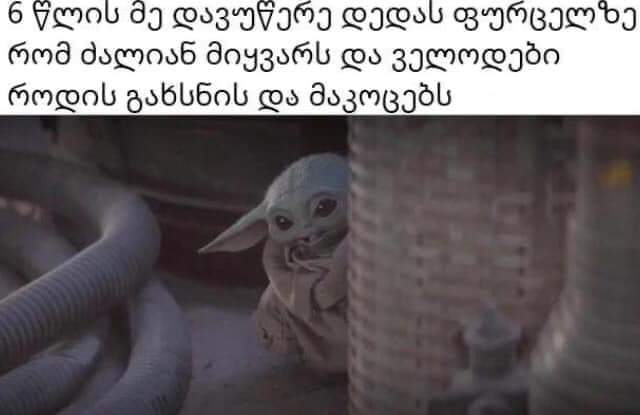 6 წლის მე დავუწერე დედას ფურცელზე
რომ ძალიან მიყვარს და ველოდები
როდის გახსნის და მაკოცებს